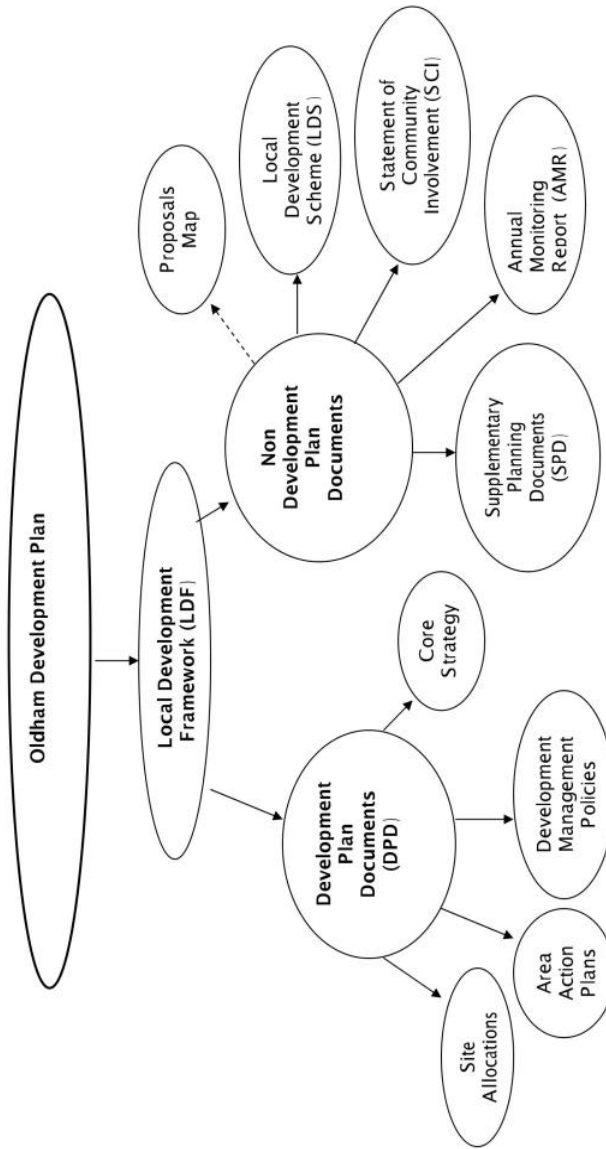 Oldham Development Plan
Local Development
Framework (LDF)
Development
Plan
Documents
(DPD)
Site
Allocations
Area
Action
Plans
Development
Management
Policies
Core
Strategy
Non
Development
Plan
Documents
Proposals
Map
Local
Development
Scheme (LDS)
Statement of
Community
Involvement (SCI)
Annual
Monitoring
Report (AMR)
Supplementary
Planning
Documents
(SPD)